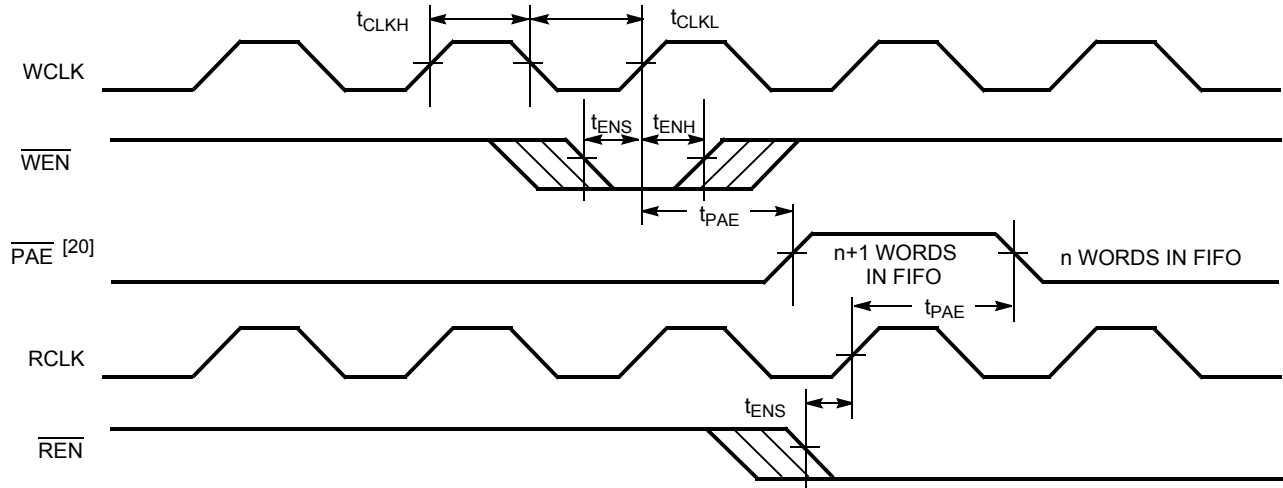 tCLKH
tCLKL
WCLK
tENS
tENH
WEN
tPAE
PAE [20]
n+1 WORDS
IN FIFO
n WORDS IN FIFO
tPAE
RCLK
tENS
REN